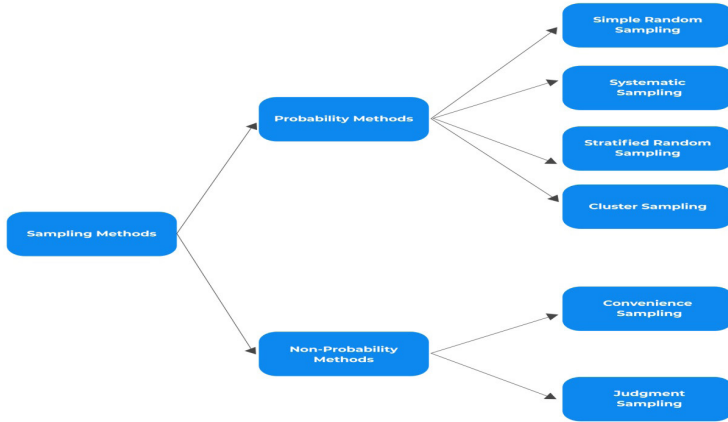 Simple Random
Sampling
Systematic
Sampling
Probability Methods
Stratified Random
Sampling
Cluster Sampling
Sampling Methods
Convenience
Sampling
Non-Probability
Methods
Judgment
Sampling